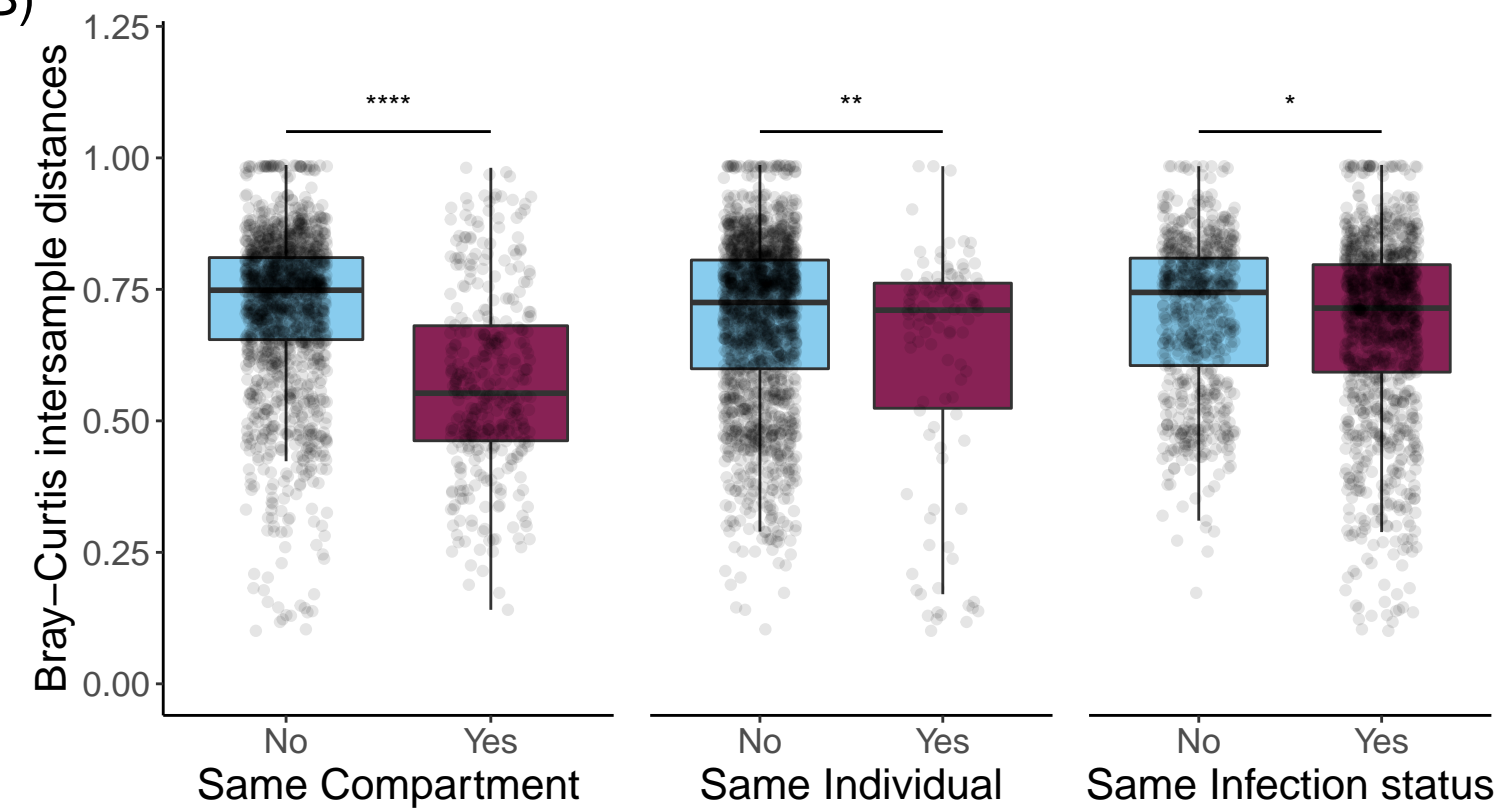 Bray–Curtis intersample distances
1.25
1.00
0.75
0.50
0.25
0.00
**** ** *
No Yes No Yes No Yes
Same Compartment Same Individual Same Infection status